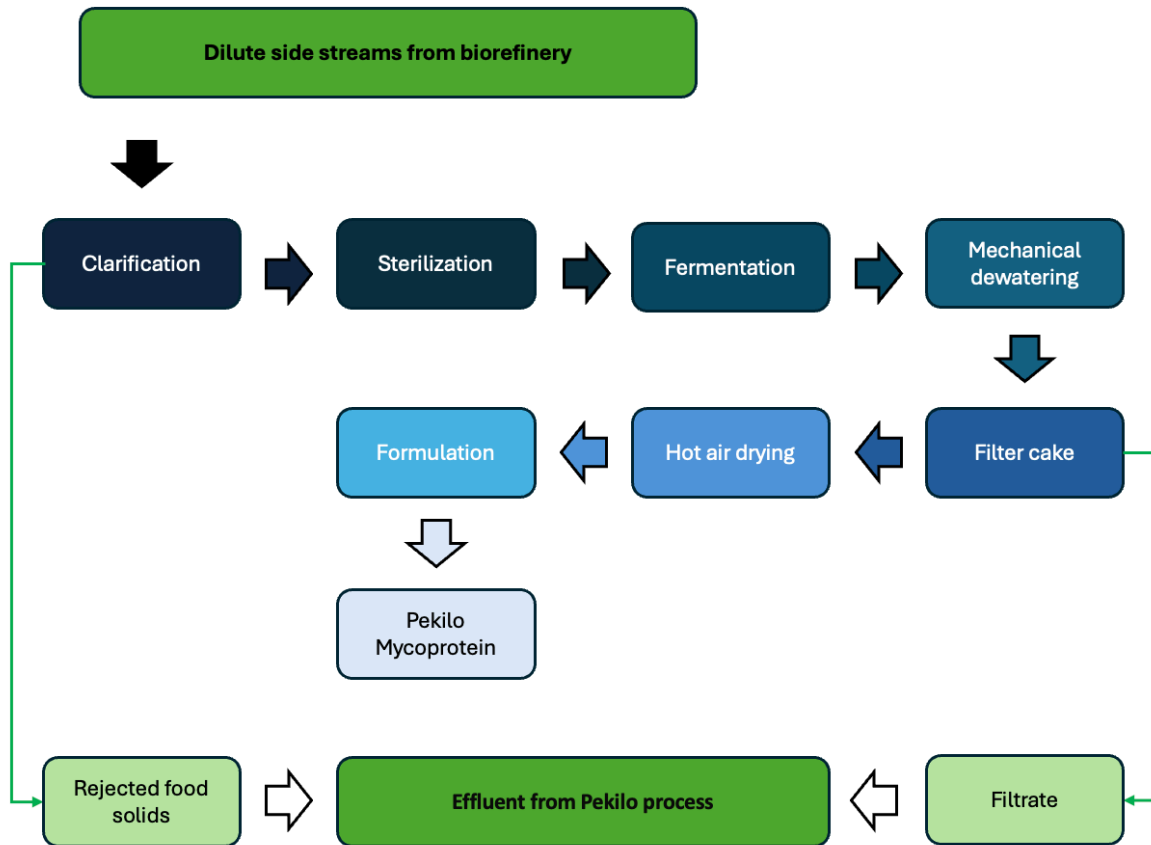 Dilute side streams from biorefinery
Clarification
Sterilization
Fermentation
Mechanical
dewatering
Formulation
Hot air drying
Filter cake
Pekilo
Mycoprotein
Rejected food
solids
Effluent from Pekilo process
Filtrate